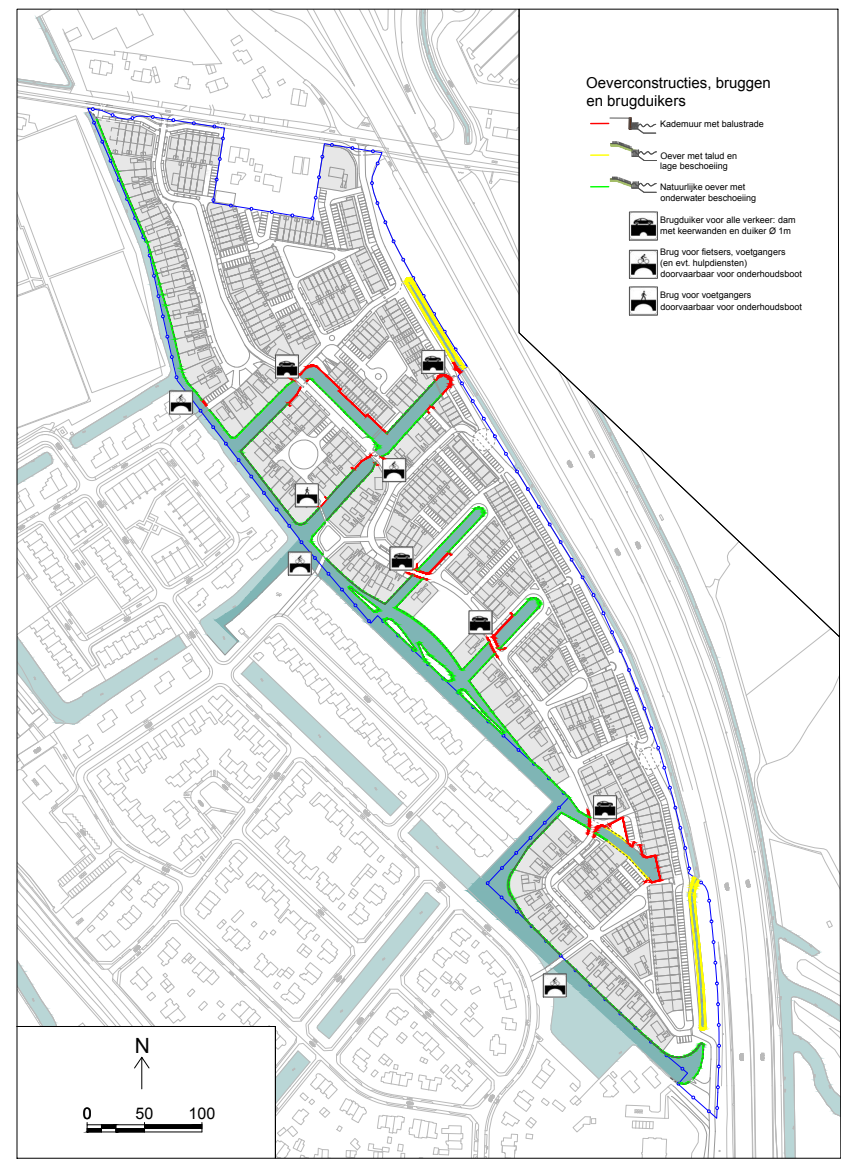 Oeverconstructies, bruggen
en brugduikers
Kademuur met balustrade
Oever met talud en
lage beschoeiing
Natuurlijke oever met
onderwater beschoeiing
Brugduiker voor alle verkeer: dam
met keerwanden en duiker Ø 1m
Brug voor fietsers, voetgangers
(en evt. hulpdiensten)
doorvaarbaar voor onderhoudsboot
Brug voor voetgangers
doorvaarbaar voor onderhoudsboot
N
0 50 100